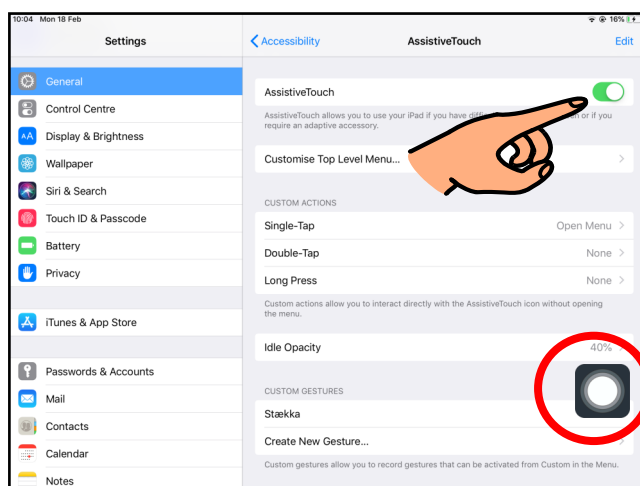 10:04 Mon 18 Feb
16%
Settings
Accessibility
AssistiveTouch
Edit
General
Control Centre
AA Display & Brightness
Wallpaper
Siri & Search
Touch ID & Passcode
Battery
Privacy
iTunes & App Store
Passwords & Accounts
Mail
Contacts
Calendar
Notes
AssistiveTouch
AssistiveTouch allows you to use your iPad if you have or if you
require an adaptive accessory.
Customise Top Level Menu...
CUSTOM ACTIONS
Single-Tap Open Menu
Double-Tap None
Long Press None
Custom actions allow you to interact directly with the AssistiveTouch icon without opening
the menu.
Idle Opacity 40%
CUSTOM GESTURES
Stækka
Create New Gesture...
Custom gestures allow you to record gestures that can be activated from Custom in the Menu.